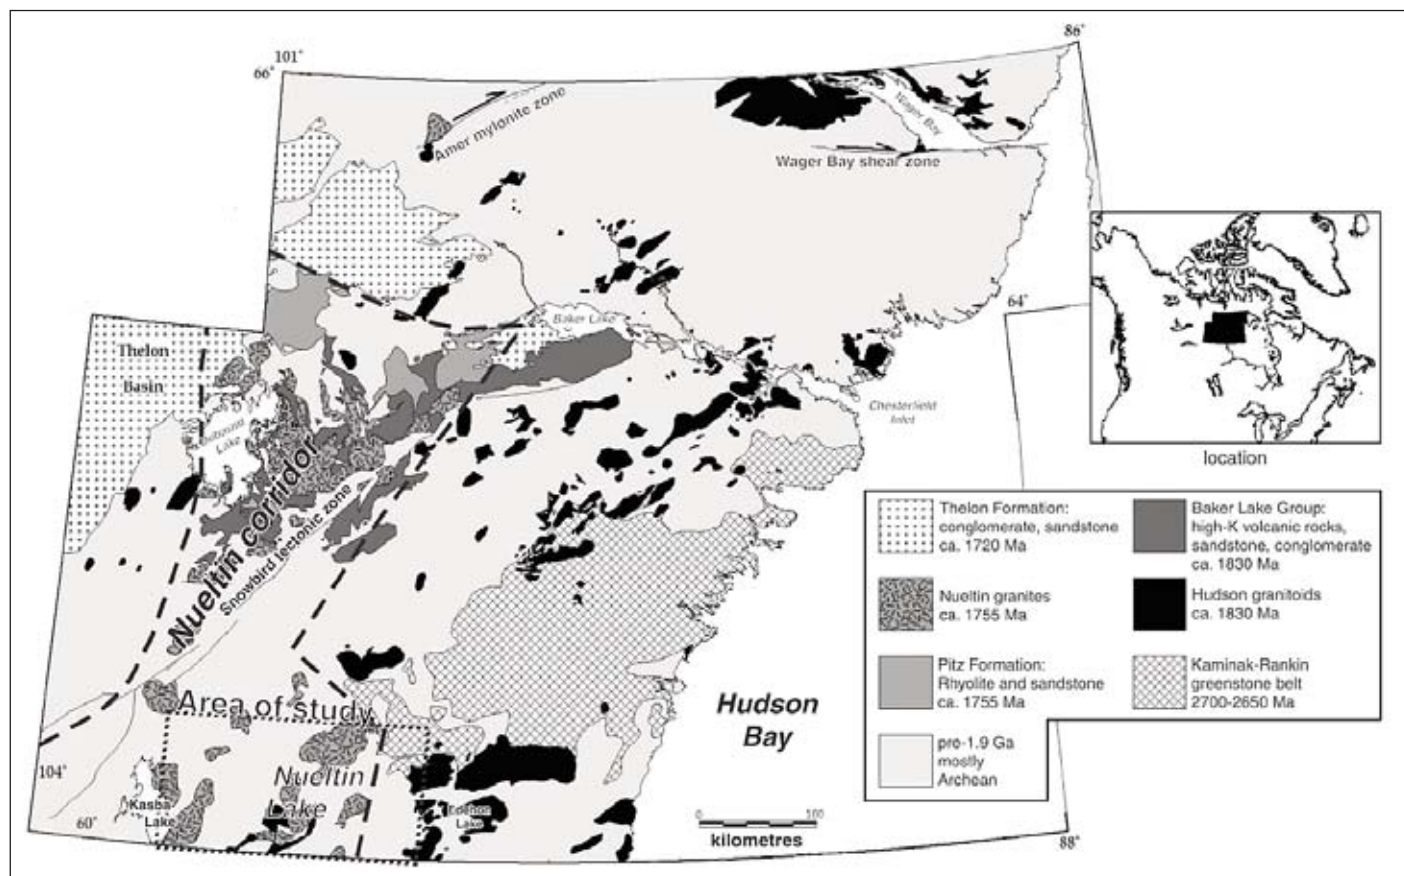 101°
86°
66°
Amer mylonite zone
Wager Bay
Wager Bay shear zone
64°
Baker Lake
Thelon
Basin
Dubawnt
Lake
Chesterfield
Inlet
Nueltin corridor
Snowbird tectonic zone
location
Thelon Formation:
conglomerate, sandstone
ca. 1720 Ma
Nueltin granites
ca. 1755 Ma
Pitz Formation:
Rhyolite and sandstone
ca. 1755 Ma
pre-1.9 Ga
mostly
Archean
Baker Lake Group:
high-K volcanic rocks,
sandstone, conglomerate
ca. 1830 Ma
Hudson granitoids
ca. 1830 Ma
Kaminak-Rankin
greenstone belt
2700-2650 Ma
Area of study
Hudson
Bay
104°
Nueltin
Lake
Kasba
Lake
Edehon
Lake
60°
0 100
kilometres
88°